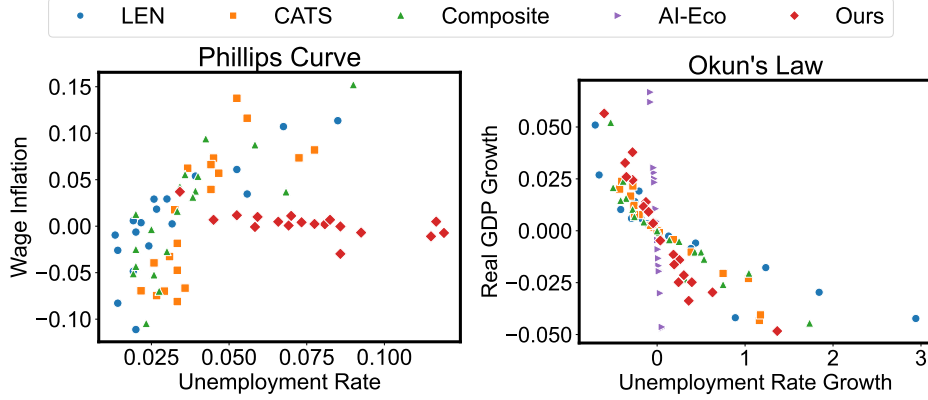 LEN CATS Composite AI-Eco Ours
Phillips Curve
Wage Inflation
0.15
0.10
0.05
0.00
−0.05
−0.10
0.025 0.050 0.075 0.100
Unemployment Rate
Okun's Law
Real GDP Growth
0.050
0.025
0.000
−0.025
−0.050
0 1 2 3
Unemployment Rate Growth